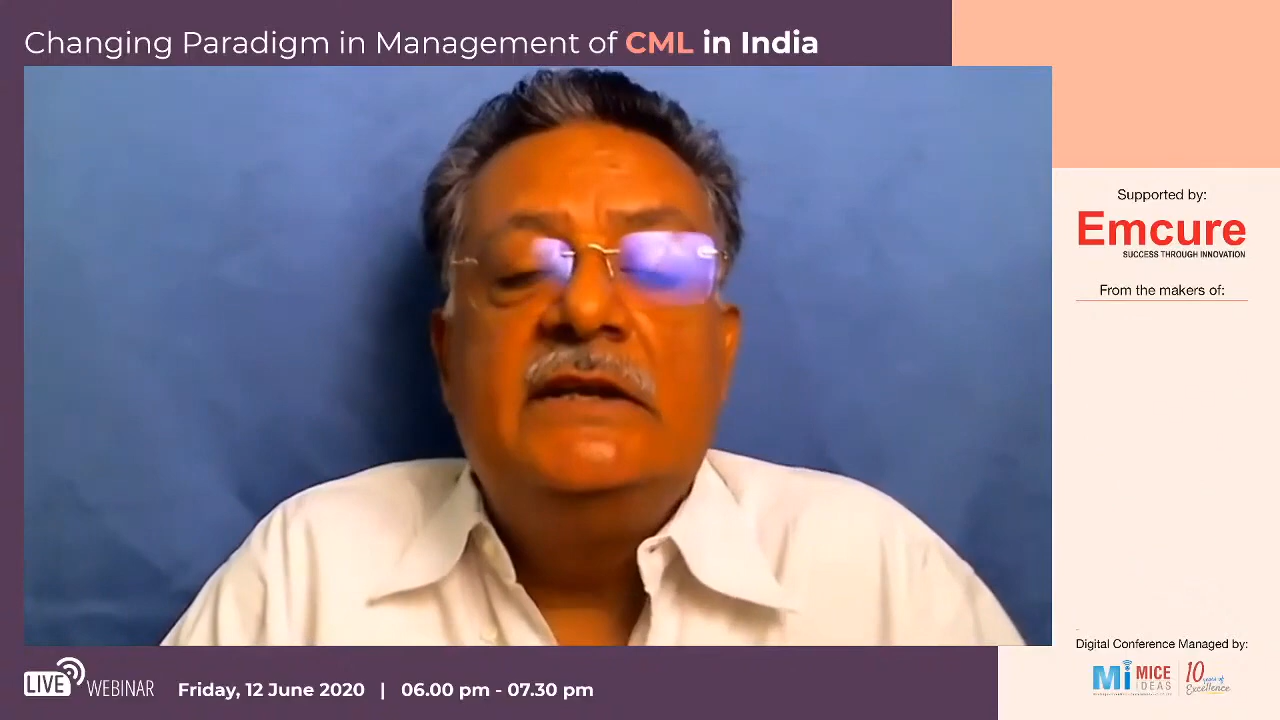 Changing Paradigm in Management of CML in India
Supported by:
Emcure
SUCCESS THROUGH INNOVATION
From the makers of:
Digital Conference Managed by:
Mi MICE IDEAS
10 years of Excellence
LIVE WEBINAR
Friday, 12 June 2020 | 06.00 pm - 07.30 pm